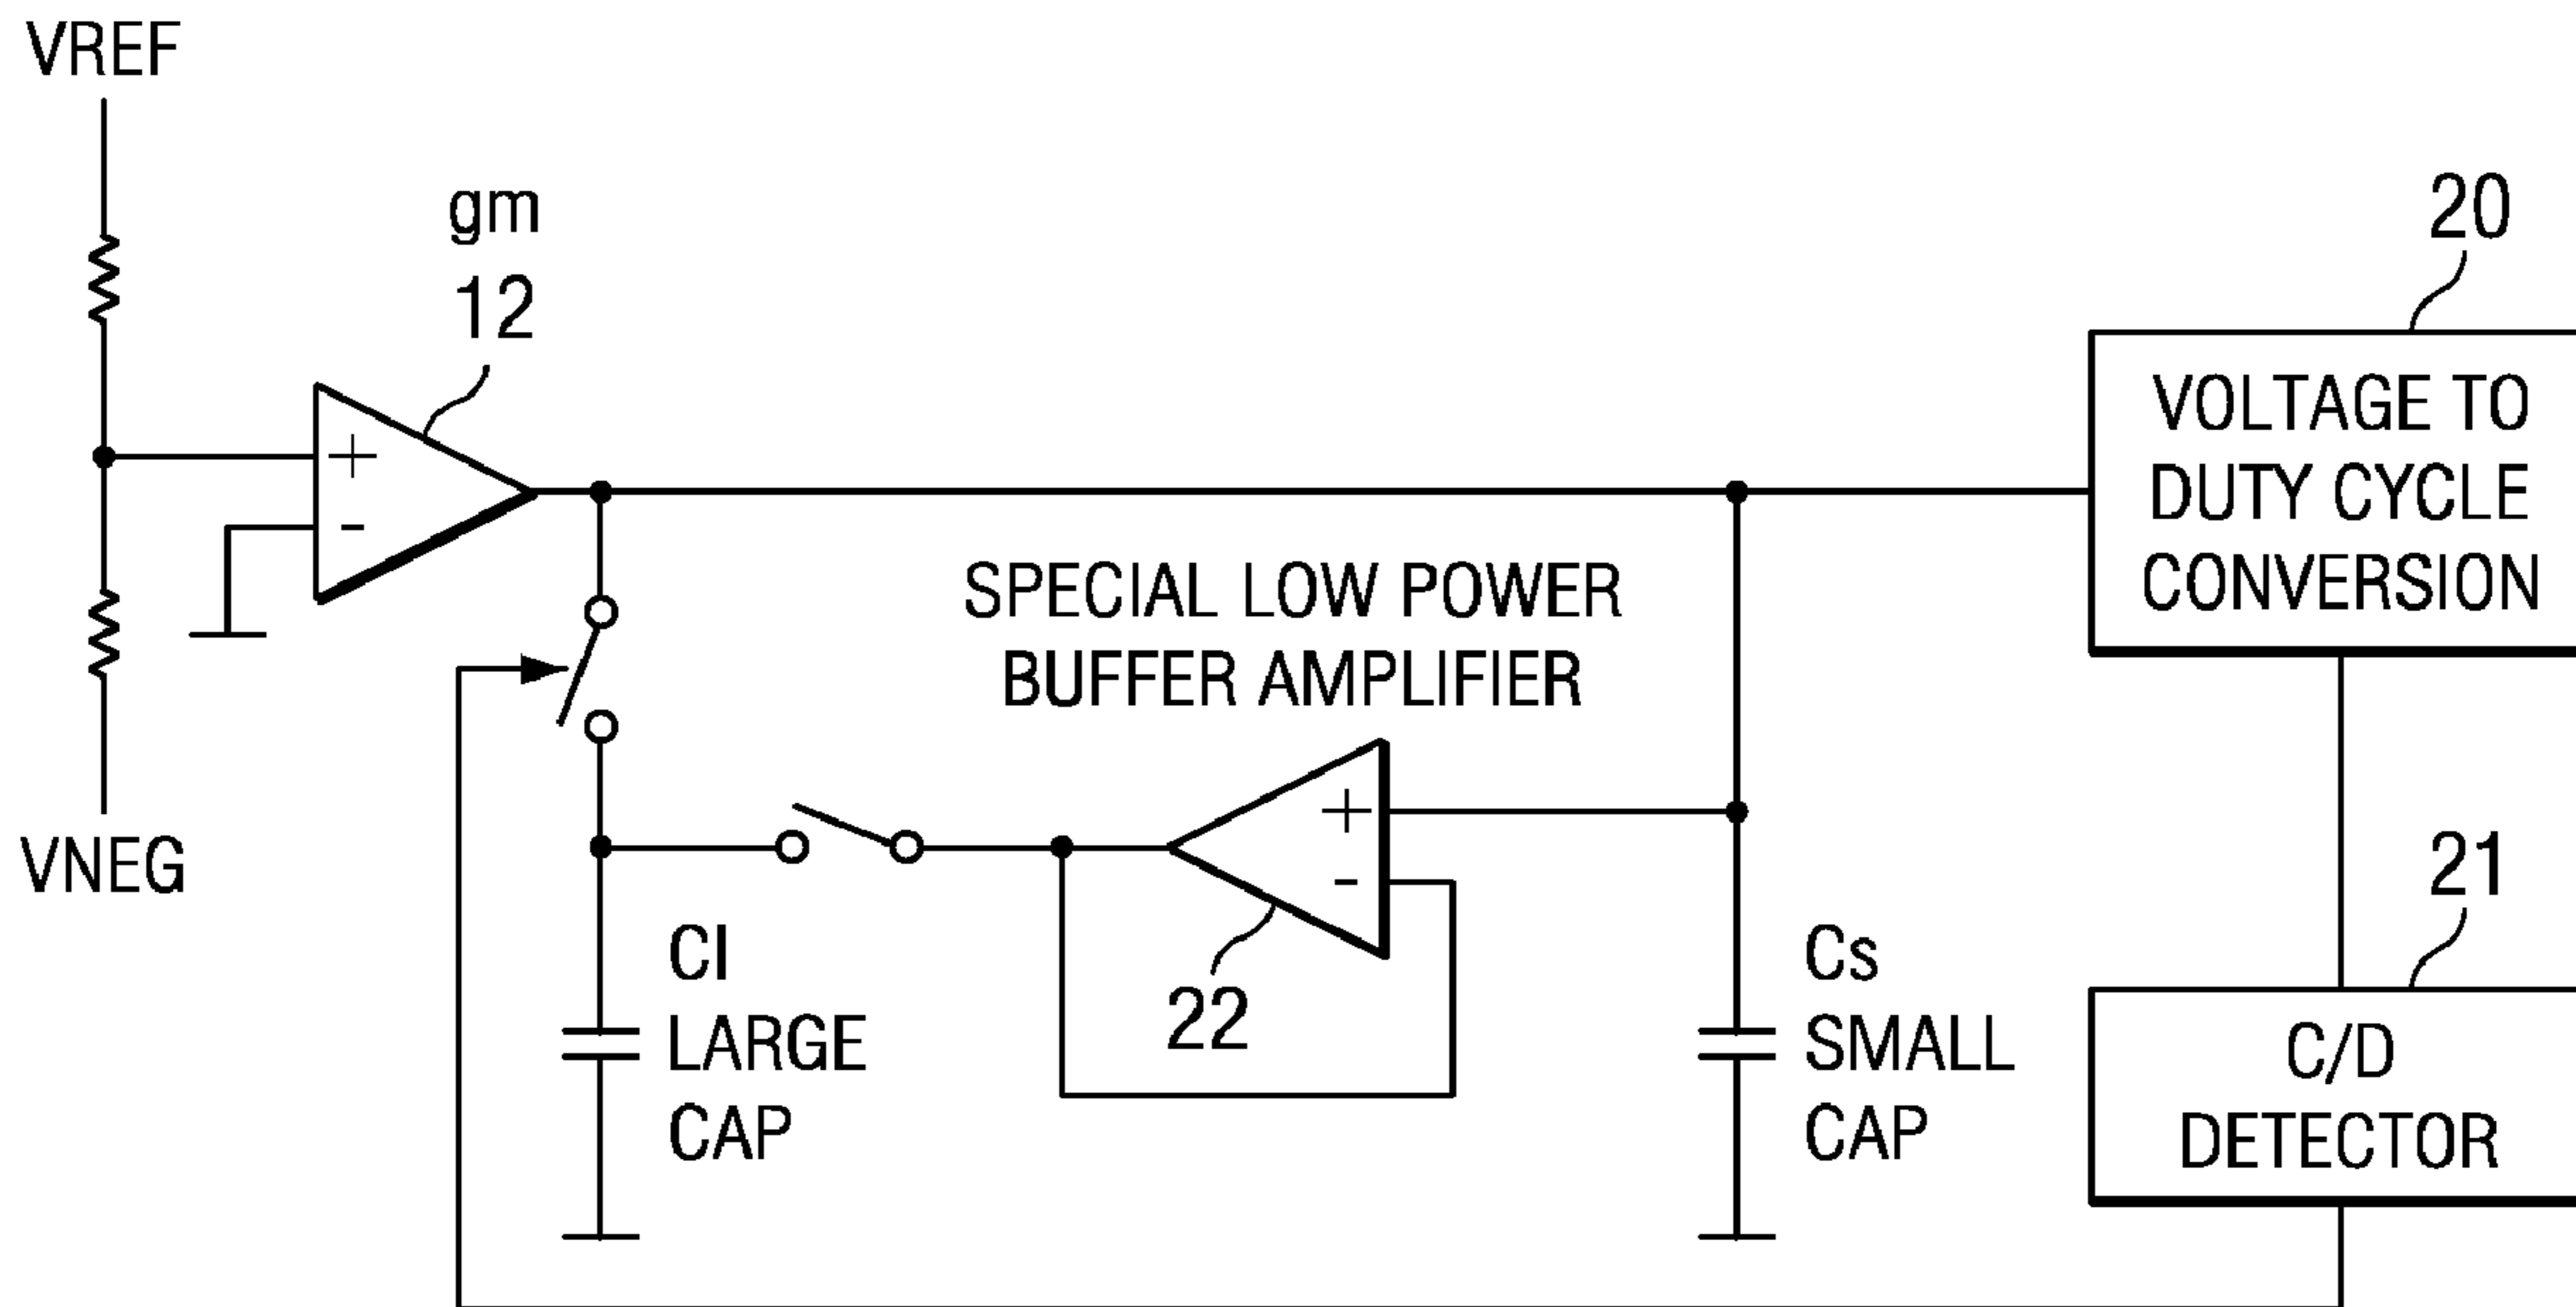 VREF
gm
12
20
VOLTAGE TO
DUTY CYCLE
CONVERSION
+
-
SPECIAL LOW POWER
BUFFER AMPLIFIER
+
-
VNEG
21
22
Cl
LARGE
CAP
Cs
SMALL
CAP
C/D
DETECTOR